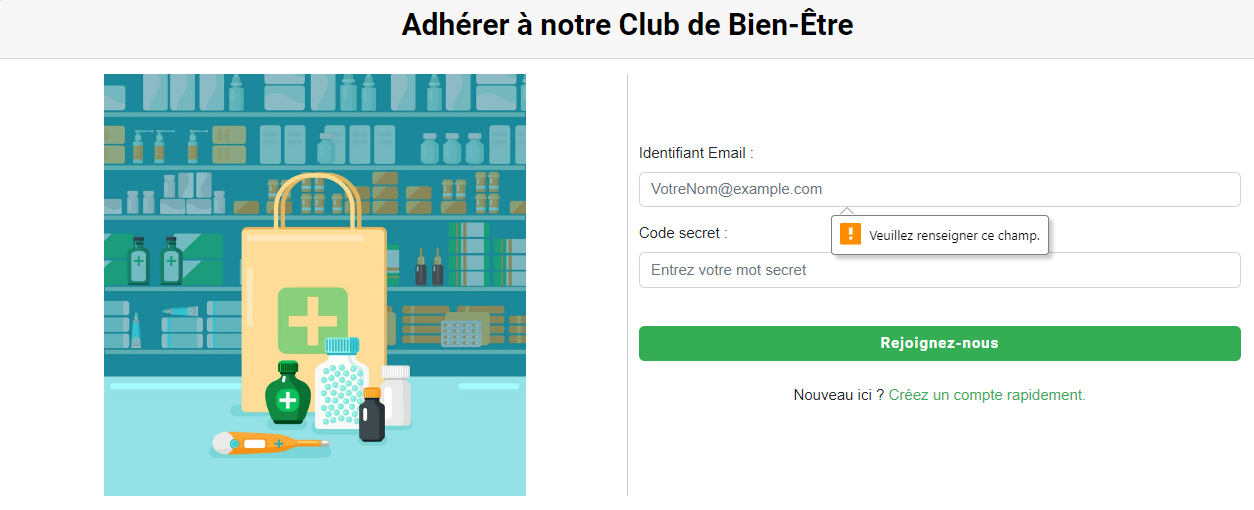 Adhérer à notre Club de Bien-Être
Identifiant Email :
VotreNom@example.com
Veuillez renseigner ce champ.
Code secret :
Entrez votre mot secret
Rejoignez-nous
Nouveau ici ? Créez un compte rapidement.